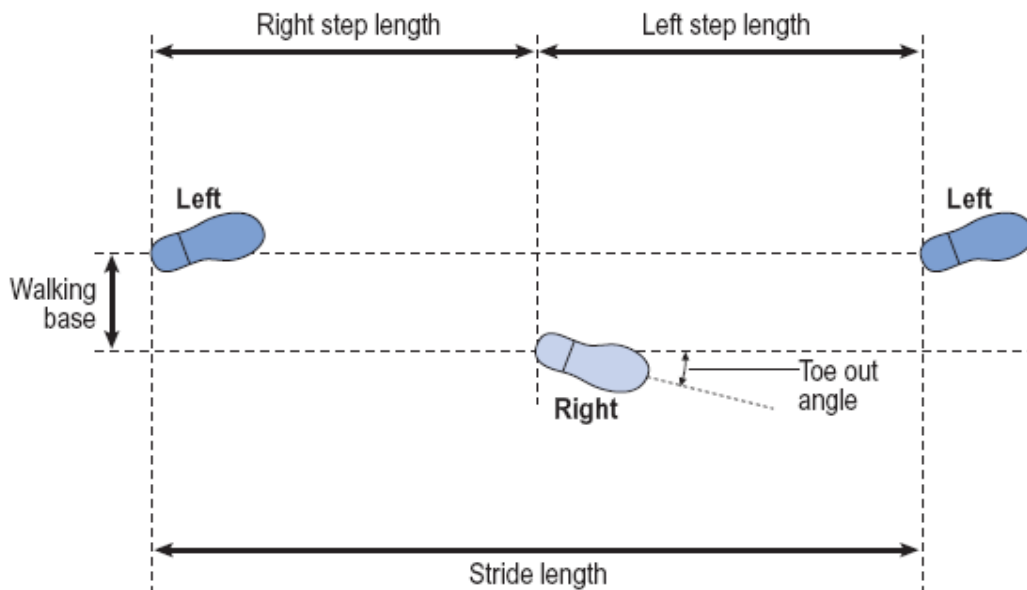 Right step length
Left step length
Left
Left
Walking
base
Toe out
angle
Right
Stride length